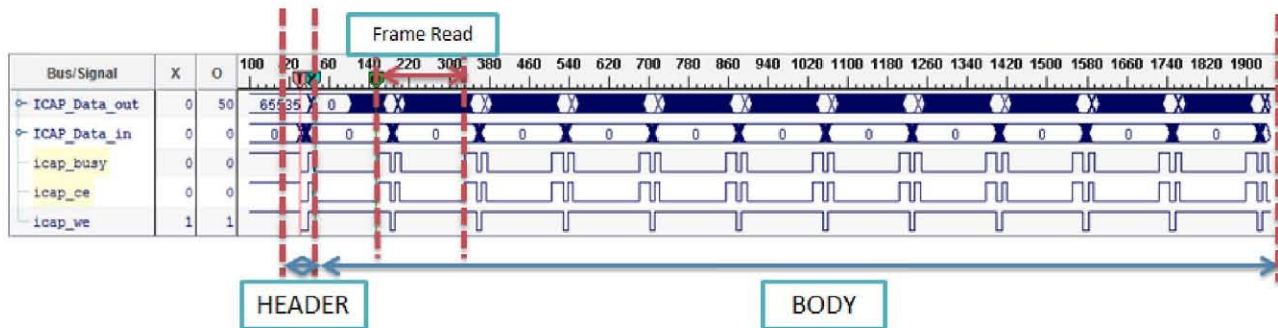 Frame Read
Bus/Signal X O 100 20 60 140 220 300 380 460 540 620 700 780 860 940 1020 1100 1180 1260 1340 1420 1500 1580 1660 1740 1820 1900
ICAP_Data_out 0 50 65535 0
ICAP_Data_in 0 0 0 0 0 0 0 0 0 0 0 0 0
icap_busy 0 0
icap_ce 0 0
icap_we 1 1
HEADER BODY